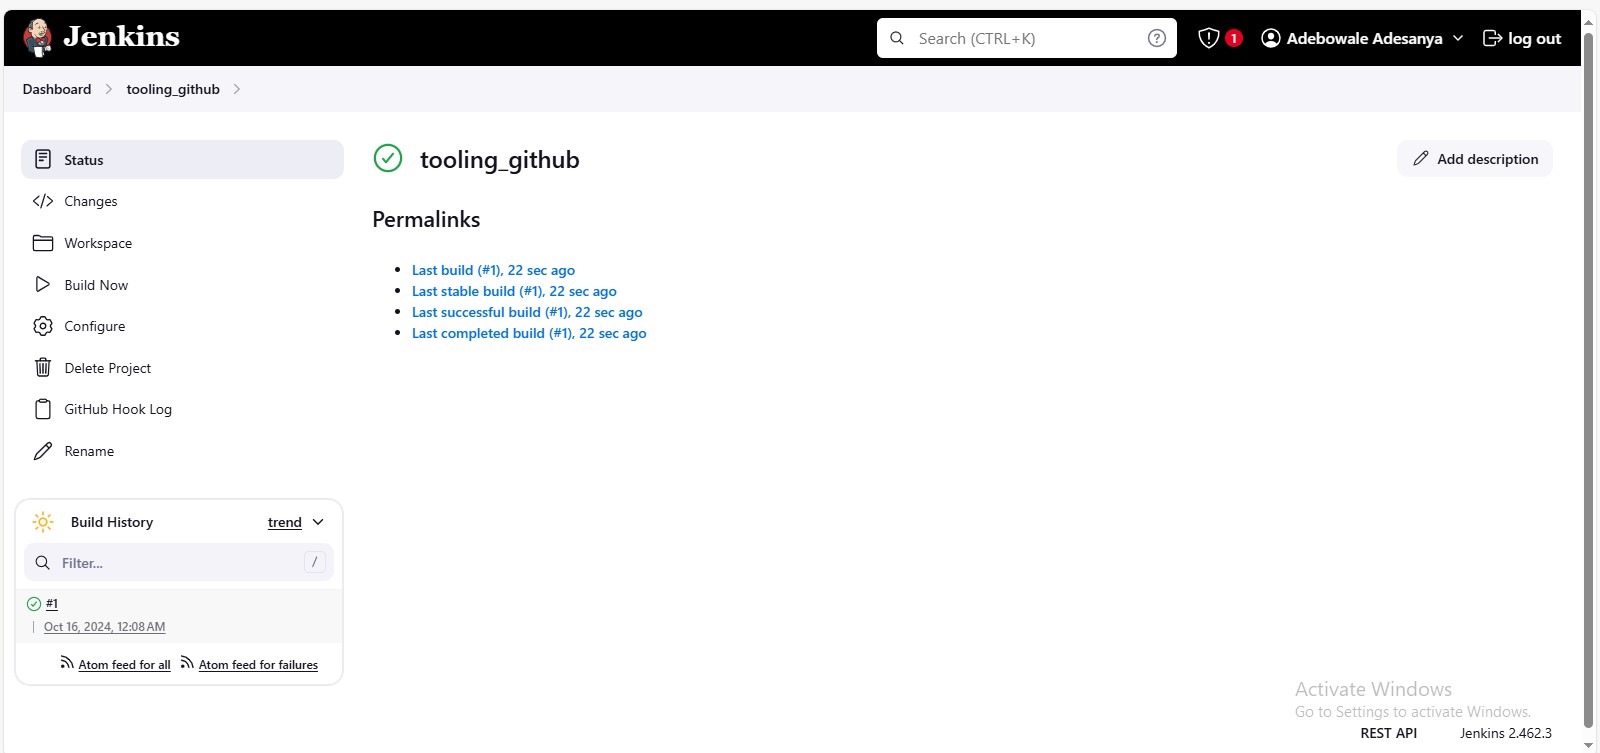 Jenkins
Search (CTRL+K)
1
Adebowale Adesanya
log out
Dashboard
tooling_github
Status
Changes
Workspace
Build Now
Configure
Delete Project
GitHub Hook Log
Rename
Build History
trend
Filter...
/
#1
Oct 16, 2024, 12:08 AM
Atom feed for all
Atom feed for failures
tooling_github
Add description
Permalinks
Last build (#1), 22 sec ago
Last stable build (#1), 22 sec ago
Last successful build (#1), 22 sec ago
Last completed build (#1), 22 sec ago
Activate Windows
Go to Settings to activate Windows.
REST API
Jenkins 2.462.3